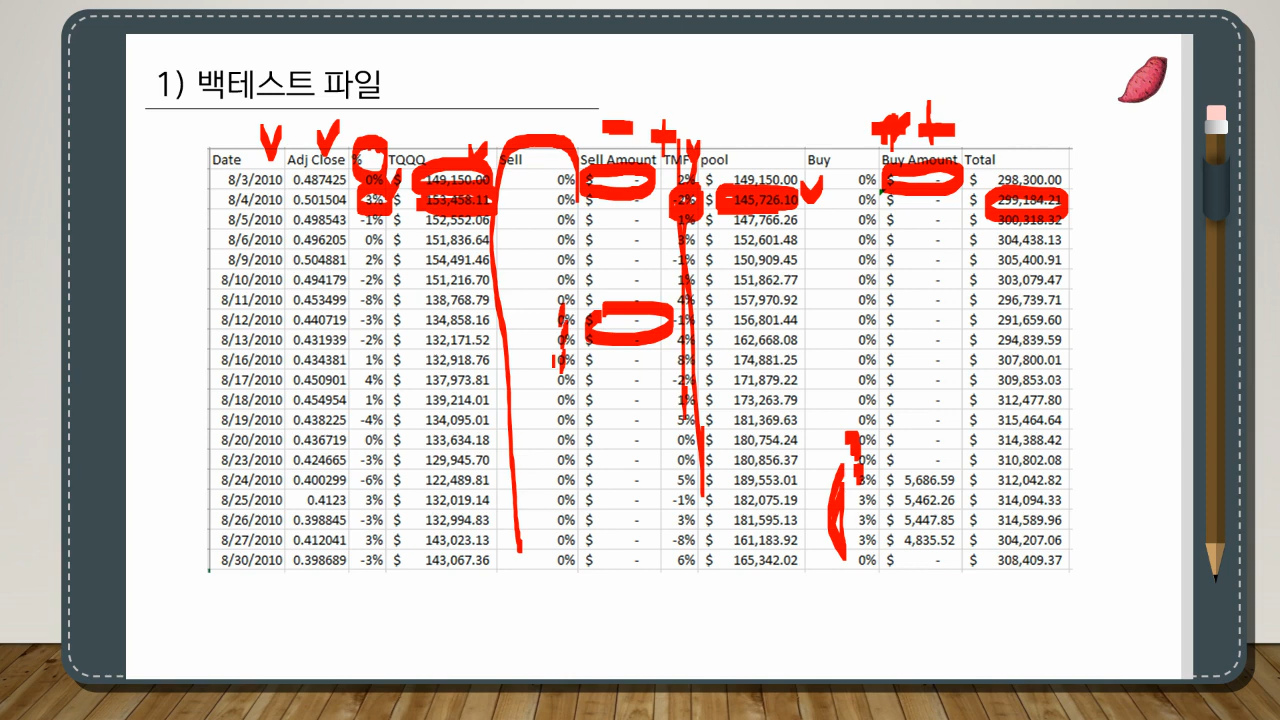 1) 백테스트 파일
Date Adj Close % TQQQ Sell Sell Amount TMF pool Buy Buy Amount Total
8/3/2010 0.487425 0% $ 149,150.00 0% $ - 2% $ 149,150.00 0% $ - $ 298,300.00
8/4/2010 0.501504 3% $ 153,458.11 0% $ - -2% $ 145,726.10 0% $ - $ 299,184.21
8/5/2010 0.498543 -1% $ 152,552.06 0% $ - 1% $ 147,766.26 0% $ - $ 300,318.32
8/6/2010 0.496205 0% $ 151,836.64 0% $ - 3% $ 152,601.48 0% $ - $ 304,438.13
8/9/2010 0.504881 2% $ 154,491.46 0% $ - -1% $ 150,909.45 0% $ - $ 305,400.91
8/10/2010 0.494179 -2% $ 151,216.70 0% $ - 1% $ 151,862.77 0% $ - $ 303,079.47
8/11/2010 0.453499 -8% $ 138,768.79 0% $ - 4% $ 157,970.92 0% $ - $ 296,739.71
8/12/2010 0.440719 -3% $ 134,858.16 0% $ - -1% $ 156,801.44 0% $ - $ 291,659.60
8/13/2010 0.431939 -2% $ 132,171.52 0% $ - 4% $ 162,668.08 0% $ - $ 294,839.59
8/16/2010 0.434381 1% $ 132,918.76 0% $ - 8% $ 174,881.25 0% $ - $ 307,800.01
8/17/2010 0.450901 4% $ 137,973.81 0% $ - -2% $ 171,879.22 0% $ - $ 309,853.03
8/18/2010 0.454954 1% $ 139,214.01 0% $ - 1% $ 173,263.79 0% $ - $ 312,477.80
8/19/2010 0.438225 -4% $ 134,095.01 0% $ - 5% $ 181,369.63 0% $ - $ 315,464.64
8/20/2010 0.436719 0% $ 133,634.18 0% $ - 0% $ 180,754.24 0% $ - $ 314,388.42
8/23/2010 0.424665 -3% $ 129,945.70 0% $ - 0% $ 180,856.37 0% $ - $ 310,802.08
8/24/2010 0.400299 -6% $ 122,489.81 0% $ - 5% $ 189,553.01 3% $ 5,686.59 $ 312,042.82
8/25/2010 0.4123 3% $ 132,019.14 0% $ - -1% $ 182,075.19 3% $ 5,462.26 $ 314,094.33
8/26/2010 0.398845 -3% $ 132,994.83 0% $ - 3% $ 181,595.13 3% $ 5,447.85 $ 314,589.96
8/27/2010 0.412041 3% $ 143,023.13 0% $ - -8% $ 161,183.92 3% $ 4,835.52 $ 304,207.06
8/30/2010 0.398689 -3% $ 143,067.36 0% $ - 6% $ 165,342.02 0% $ - $ 308,409.37